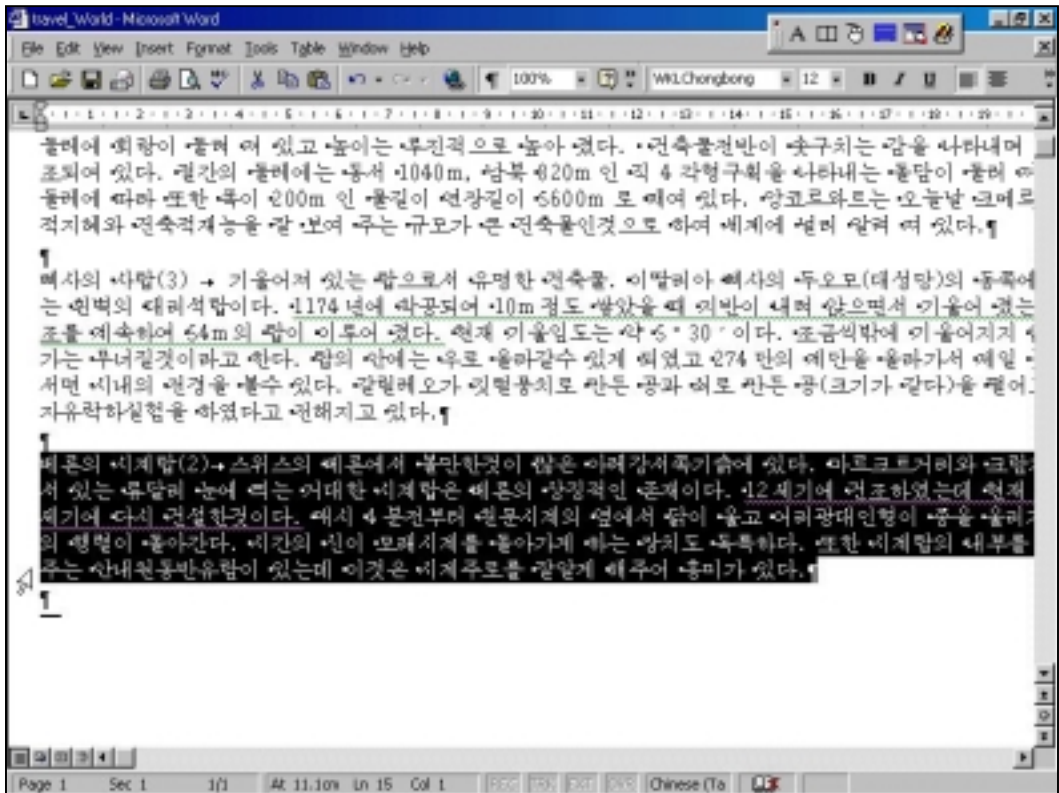 travel_World - Microsoft Word
File Edit View Insert Format Tools Table Window Help
100% WKLChongbong 12 B I U
둘레에 회랑이 둘러 져 있고 높이는 루진적으로 높아 졌다. 건축물전반이 솟구치는 감을 나타내며
조되여 있다. 절간의 둘레에는 동서 1040m, 남북 820m 인 직 4 각형구획을 나타내는 돌담이 둘러
둘레에 따라 또한 폭이 200m 인 물길이 연장길이 5600m 로 째여 있다. 앙코르와트는 오늘날 크메르
적지혜와 건축적재능을 잘 보여 주는 규모가 큰 건축물인것으로 하여 세계에 널리 알려 져 있다.¶
¶
삐사의 사탑(3) → 기울어져 있는 탑으로서 유명한 건축물. 이딸리아 삐사의 두오모(대성당)의 동쪽에
는 흰벽의 대리석탑이다. 1174 년에 착공되여 10m 정도 쌓았을 때 지반이 내려 앉으면서 기울어 졌는
조를 계속하여 54m 의 탑이 이루어 졌다. 현재 기울임도는 약 5° 30′ 이다. 조금씩밖에 기울어지지
가는 무너질것이라고 한다. 탑의 안에는 우로 올라갈수 있게 되였고 274 단의 계단을 올라가서 제일
서면 시내의 전경을 볼수 있다. 갈릴레오가 깃털뭉치로 만든 공과 쇠로 만든 공(크기가 같다)을 떨어
자유락하실험을 하였다고 전해지고 있다.¶
¶
베른의 시계탑(2)→ 스위스의 베른에서 볼만한것이 많은 아레강서쪽기슭에 있다. 마르크트거리와 크람
서 있는 류달리 눈에 띄는 거대한 시계탑은 베른의 상징적인 존재이다. 12 세기에 건조하였는데 현재
세기에 다시 건설한것이다. 매시 4 분전부터 천문시계의 옆에서 닭이 울고 어리광대인형이 종을 울리
의 행렬이 돌아간다. 시간의 신이 모래시계를 돌아가게 하는 장치도 독특하다. 또한 시계탑의 내부를
주는 안내원동반유람이 있는데 이것은 시계주로를 깥알게 해주어 흥미가 있다.¶
¶
Page 1 Sec 1 1/1 At 11.1cm Ln 15 Col 1 REC TRK EXT OVR Chinese (Ta